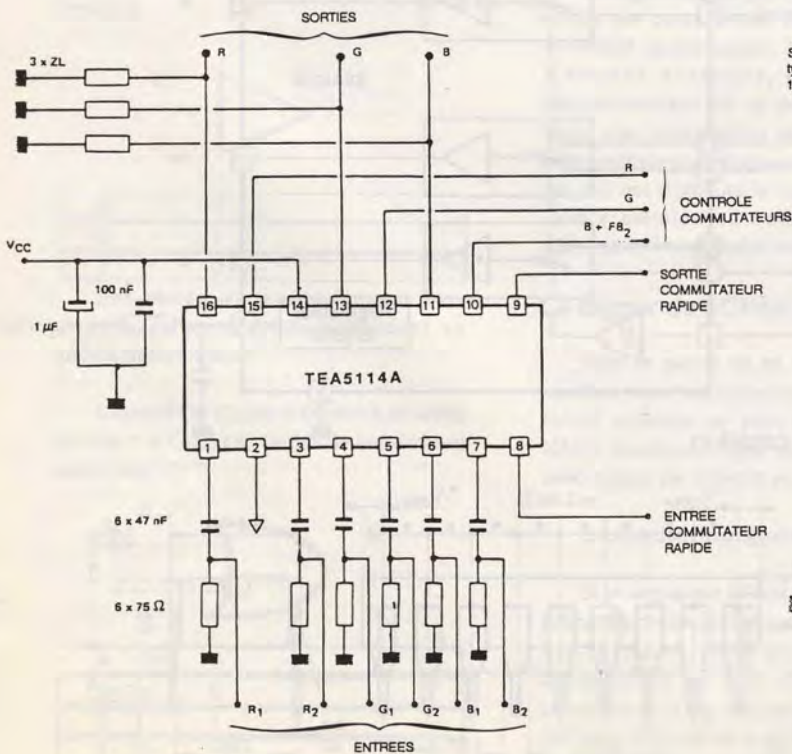 SORTIES
R G B
3 x ZL
R
G
B + FB2
CONTROLE
COMMUTATEURS
SORTIE
COMMUTATEUR
RAPIDE
VCC
100 nF
1 µF
16 15 14 13 12 11 10 9
TEA5114A
1 2 3 4 5 6 7 8
6 x 47 nF
ENTREE
COMMUTATEUR
RAPIDE
6 x 75 Ω
R1 R2 G1 G2 B1 B2
ENTREES